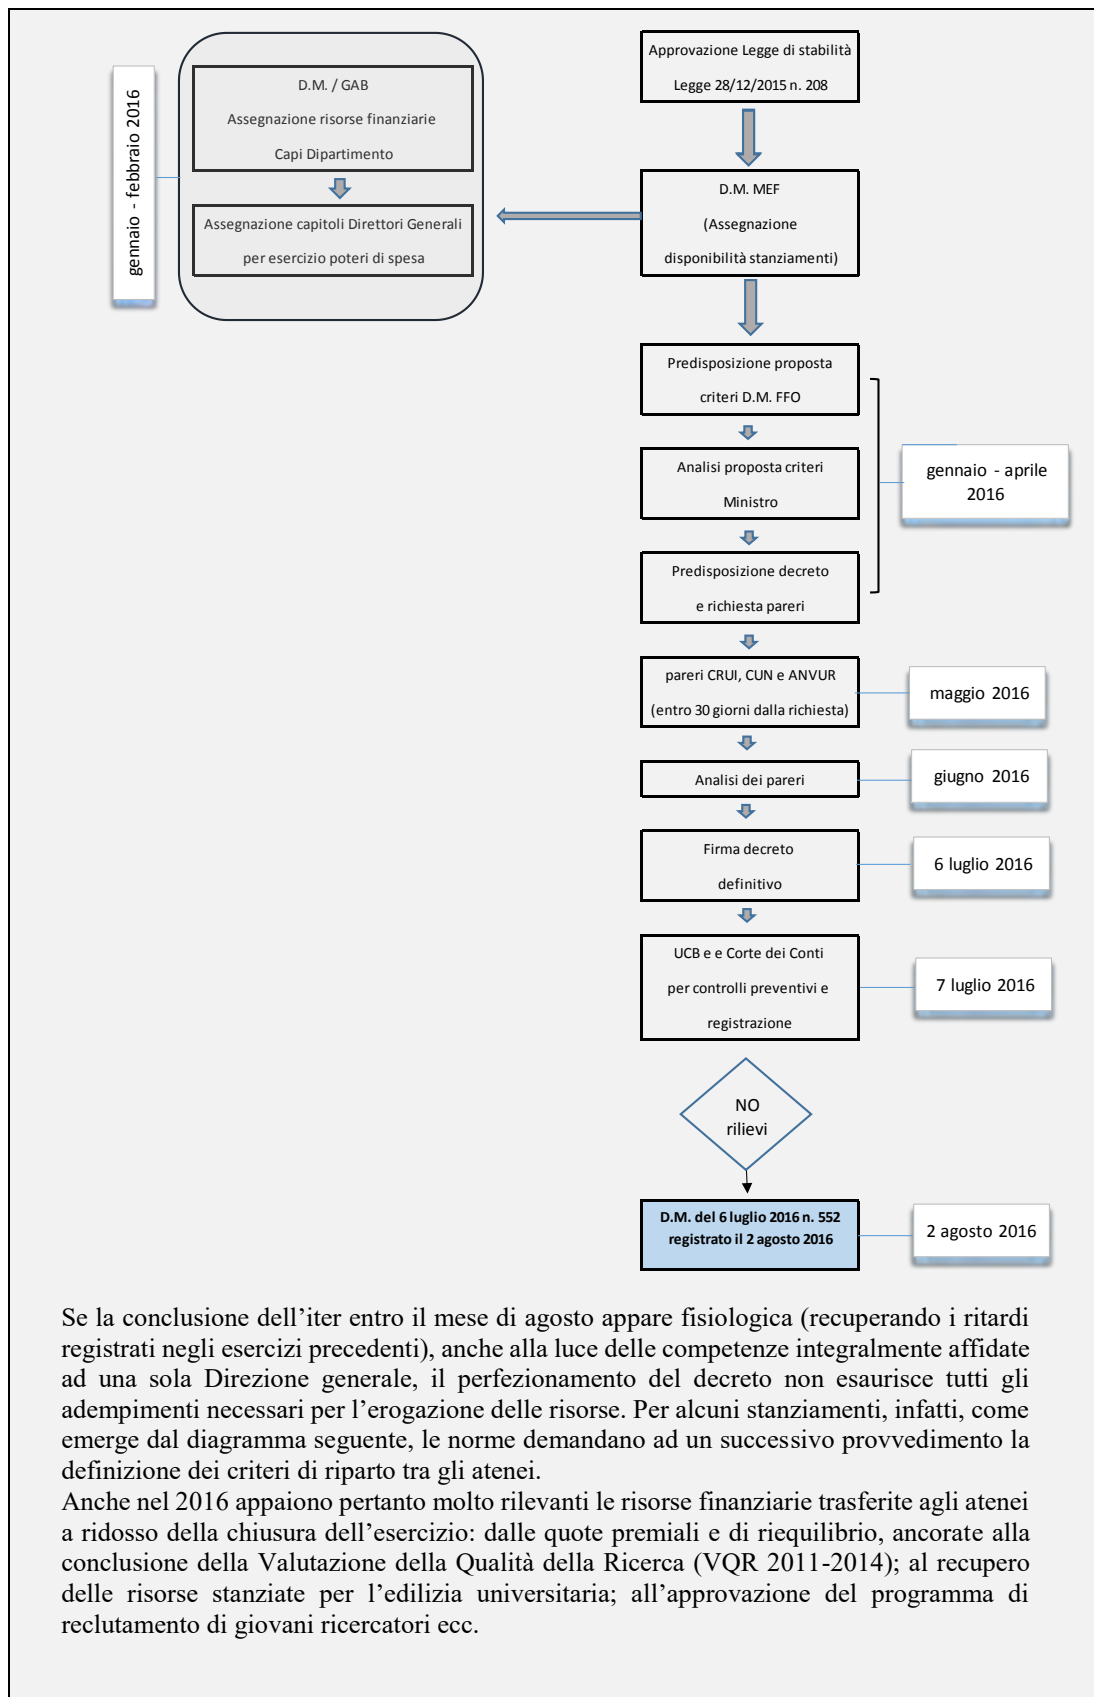 Approvazione Legge di stabilità
Legge 28/12/2015 n. 208
gennaio - febbraio 2016
D.M. / GAB
Assegnazione risorse finanziarie
Capi Dipartimento
Assegnazione capitoli Direttori Generali
per esercizio poteri di spesa
D.M. MEF
(Assegnazione
disponibilità stanziamenti)
Predisposizione proposta
criteri D.M. FFO
Analisi proposta criteri
Ministro
Predisposizione decreto
e richiesta pareri
gennaio - aprile
2016
pareri CRUI, CUN e ANVUR
(entro 30 giorni dalla richiesta)
maggio 2016
Analisi dei pareri
giugno 2016
Firma decreto
definitivo
6 luglio 2016
UCB e e Corte dei Conti
per controlli preventivi e
registrazione
7 luglio 2016
NO
rilievi
D.M. del 6 luglio 2016 n. 552
registrato il 2 agosto 2016
2 agosto 2016
Se la conclusione dell’iter entro il mese di agosto appare fisiologica (recuperando i ritardi
registrati negli esercizi precedenti), anche alla luce delle competenze integralmente affidate
ad una sola Direzione generale, il perfezionamento del decreto non esaurisce tutti gli
adempimenti necessari per l’erogazione delle risorse. Per alcuni stanziamenti, infatti, come
emerge dal diagramma seguente, le norme demandano ad un successivo provvedimento la
definizione dei criteri di riparto tra gli atenei.
Anche nel 2016 appaiono pertanto molto rilevanti le risorse finanziarie trasferite agli atenei
a ridosso della chiusura dell’esercizio: dalle quote premiali e di riequilibrio, ancorate alla
conclusione della Valutazione della Qualità della Ricerca (VQR 2011-2014); al recupero
delle risorse stanziate per l’edilizia universitaria; all’approvazione del programma di
reclutamento di giovani ricercatori ecc.